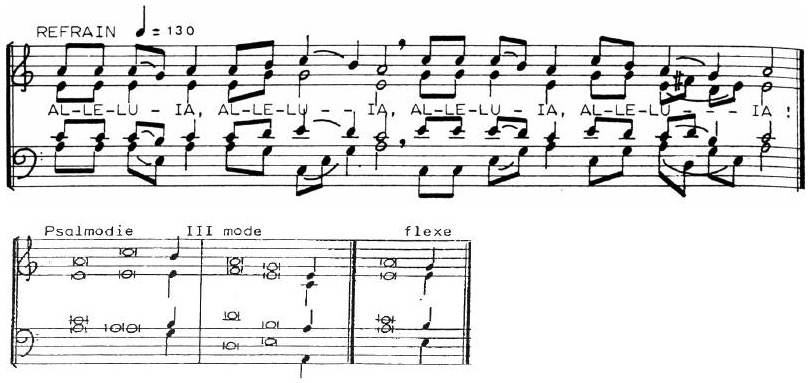 REFRAIN ♩ = 130
AL-LE-LU - IA, AL-LE-LU - - IA, AL-LE-LU - IA, AL-LE-LU - - - IA !
Psalmodie III mode flexe